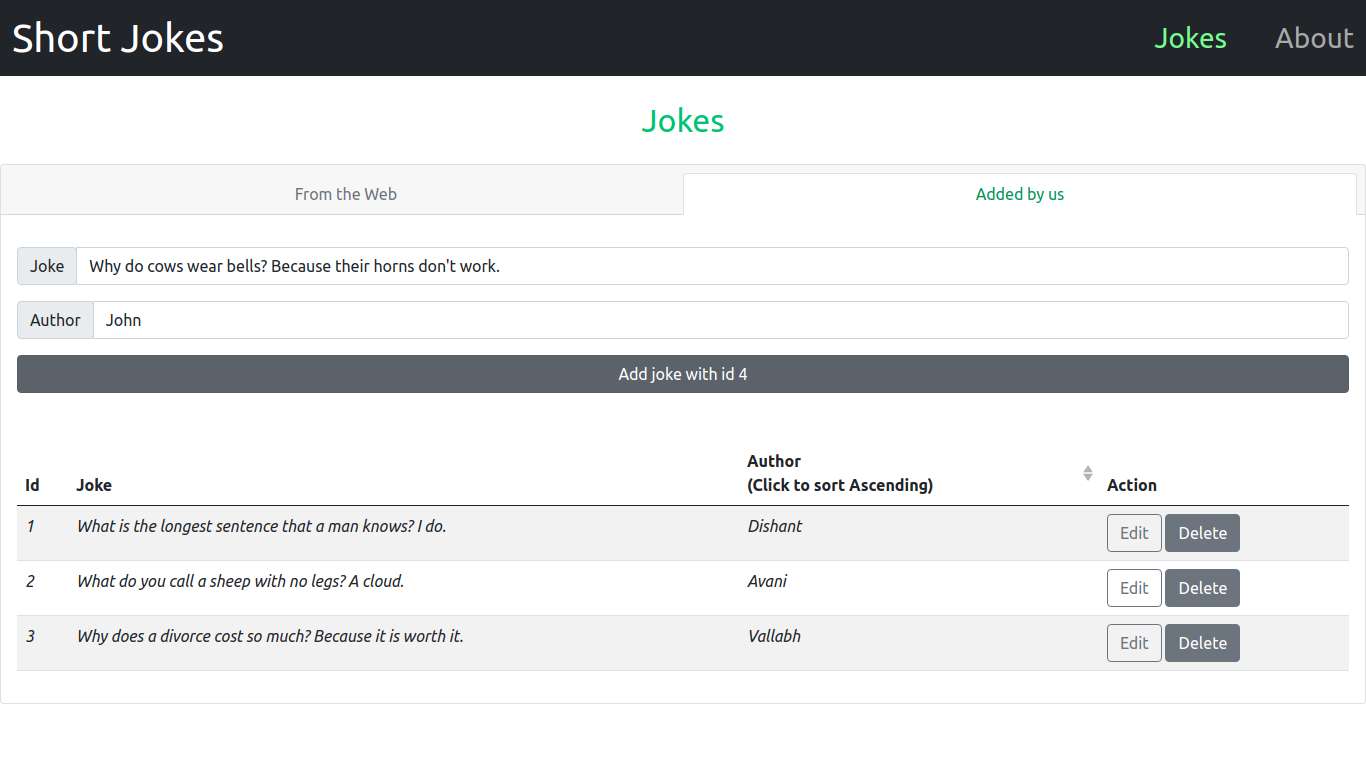 Short Jokes Jokes About
Jokes
From the Web Added by us
Joke Why do cows wear bells? Because their horns don't work.
Author John
Add joke with id 4
Author
Id Joke (Click to sort Ascending) Action
1 What is the longest sentence that a man knows? I do. Dishant Edit Delete
2 What do you call a sheep with no legs? A cloud. Avani Edit Delete
3 Why does a divorce cost so much? Because it is worth it. Vallabh Edit Delete